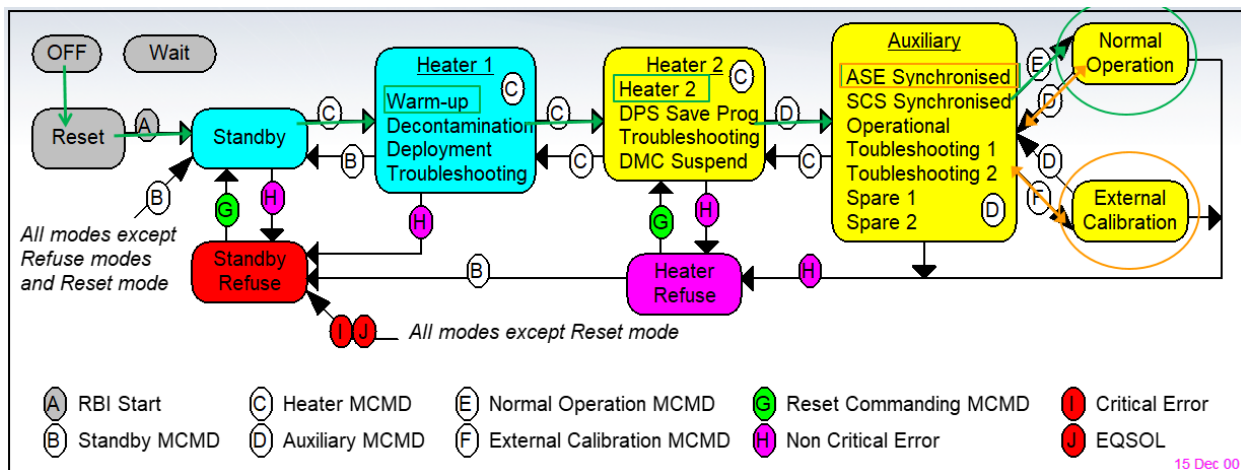 OFF
Wait
Reset
A
Standby
C
Heater 1
C
Warm-up
Decontamination
Deployment
Troubleshooting
C
Heater 2
C
Heater 2
DPS Save Prog
Troubleshooting
DMC Suspend
D
Auxiliary
ASE Synchronised
SCS Synchronised
Operational
Toubleshooting 1
Toubleshooting 2
Spare 1
Spare 2
D
E
Normal
Operation
D
D
F
External
Calibration
B
C
C
B
All modes except
Refuse modes
and Reset mode
G
H
H
G
H
Standby
Refuse
B
Heater
Refuse
H
I J
All modes except Reset mode
A RBI Start
C Heater MCMD
E Normal Operation MCMD
G Reset Commanding MCMD
I Critical Error
B Standby MCMD
D Auxiliary MCMD
F External Calibration MCMD
H Non Critical Error
J EQSOL
15 Dec 00